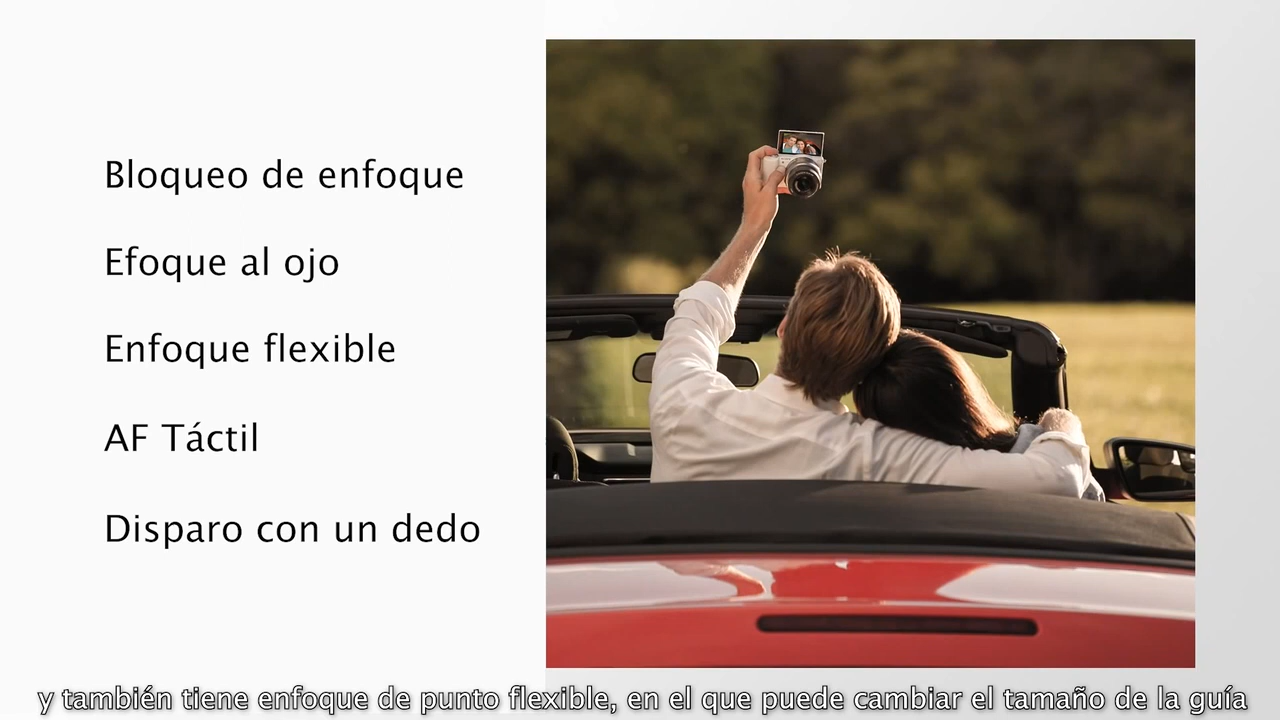 Bloqueo de enfoque
Efoque al ojo
Enfoque flexible
AF Táctil
Disparo con un dedo
y también tiene enfoque de punto flexible, en el que puede cambiar el tamaño de la guía